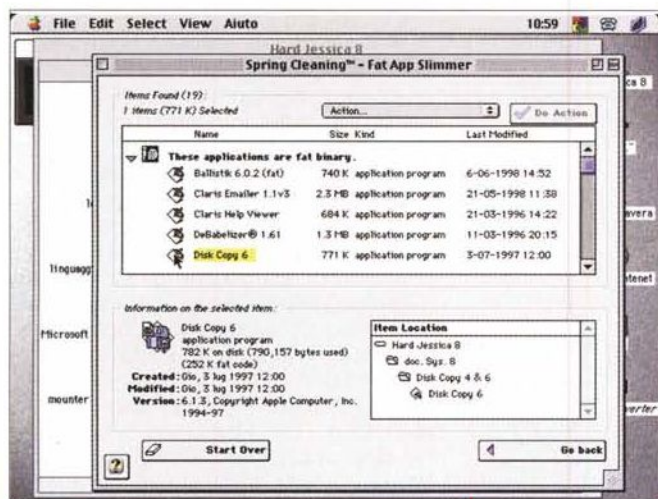 File Edit Select View Aiuto 10:59
Hard Jessica 8
Spring Cleaning™ - Fat App Slimmer
Items Found (19):
1 items (771 K) Selected
Action...
Do Action
Name Size Kind Last Modified
These applications are fat binary.
Ballistik 6.0.2 (fat) 740 K application program 6-06-1998 14:52
Claris Emailer 1.1v3 2.3 MB application program 21-05-1998 11:38
Claris Help Viewer 684 K application program 21-03-1996 14:22
DeBabelizer® 1.61 1.3 MB application program 11-03-1996 20:15
Disk Copy 6 771 K application program 3-07-1997 12:00
Information on the selected item:
Disk Copy 6
application program
782 K on disk (790,157 bytes used)
(252 K fat code)
Created: Gio, 3 lug 1997 12:00
Modified: Gio, 3 lug 1997 12:00
Version: 6.1.3, Copyright Apple Computer, Inc.
1994-97
Item Location
Hard Jessica 8
doc. Sys. 8
Disk Copy 4 & 6
Disk Copy 6
Start Over
Go back
?
linguagg
Microsoft
mounter
ca 8
avera
tenet
verter